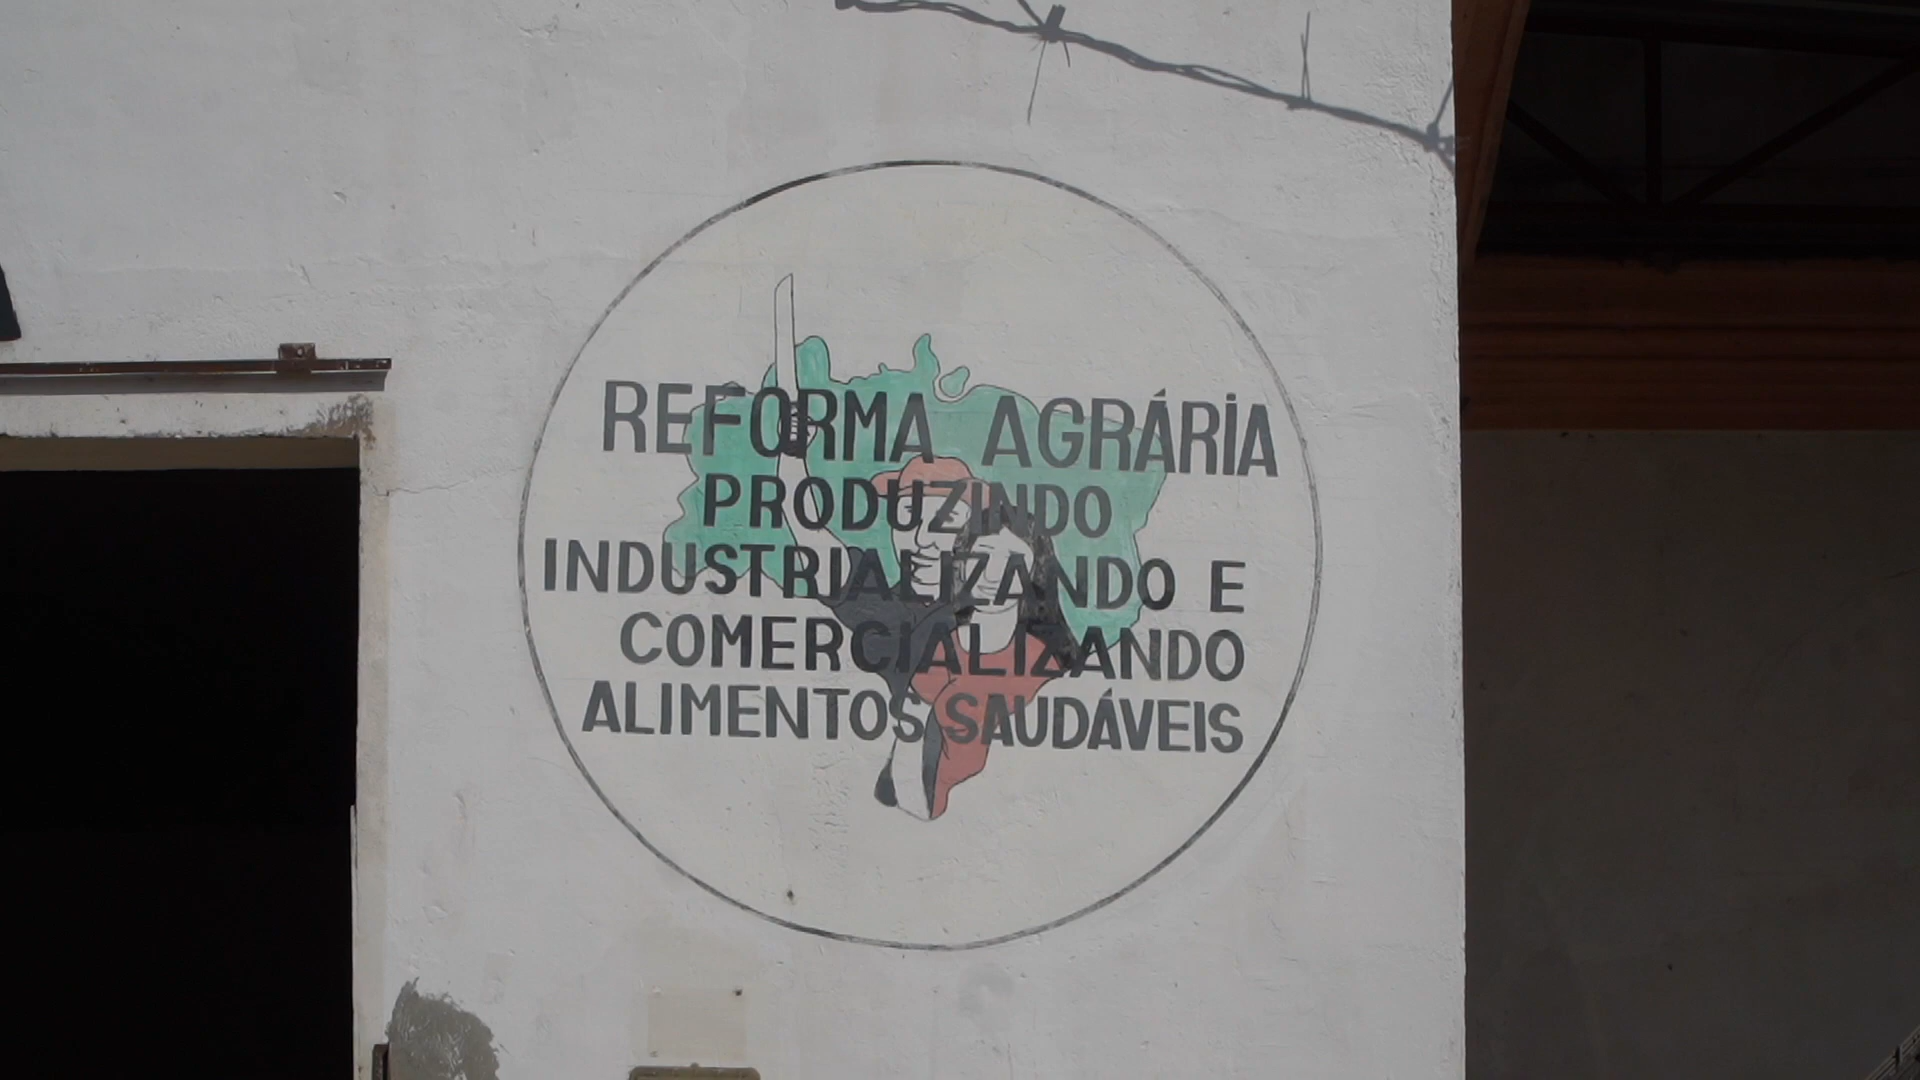 REFORMA AGRÁRIA
PRODUZINDO
INDUSTRIALIZANDO E
COMERCIALIZANDO
ALIMENTOS SAUDÁVEIS